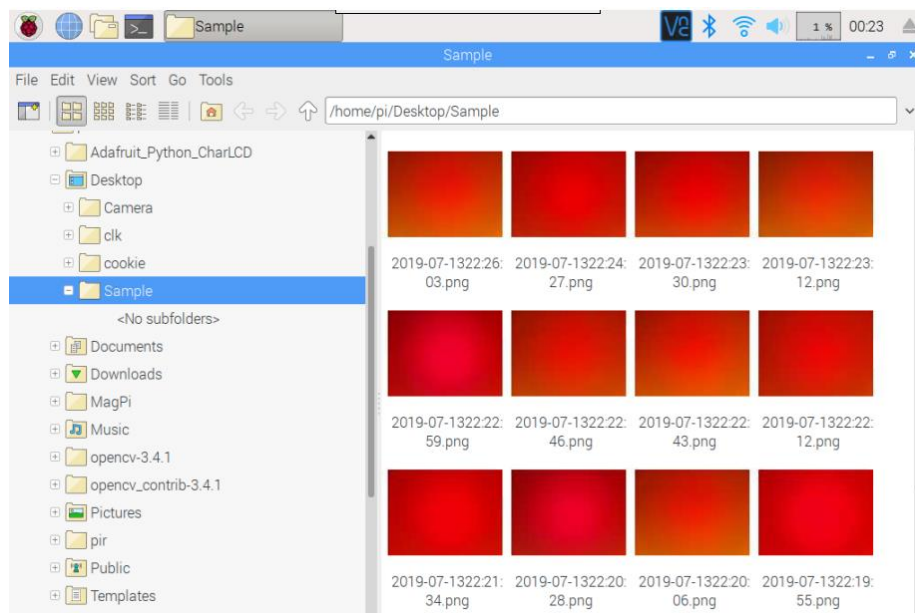 Sample
VC
1 %
00:23
Sample
File Edit View Sort Go Tools
/home/pi/Desktop/Sample
Adafruit_Python_CharLCD
Desktop
Camera
clk
cookie
Sample
<No subfolders>
Documents
Downloads
MagPi
Music
opencv-3.4.1
opencv_contrib-3.4.1
Pictures
pir
Public
Templates
2019-07-1322:26:
03.png
2019-07-1322:24:
27.png
2019-07-1322:23:
30.png
2019-07-1322:23:
12.png
2019-07-1322:22:
59.png
2019-07-1322:22:
46.png
2019-07-1322:22:
43.png
2019-07-1322:22:
12.png
2019-07-1322:21:
34.png
2019-07-1322:20:
28.png
2019-07-1322:20:
06.png
2019-07-1322:19:
55.png